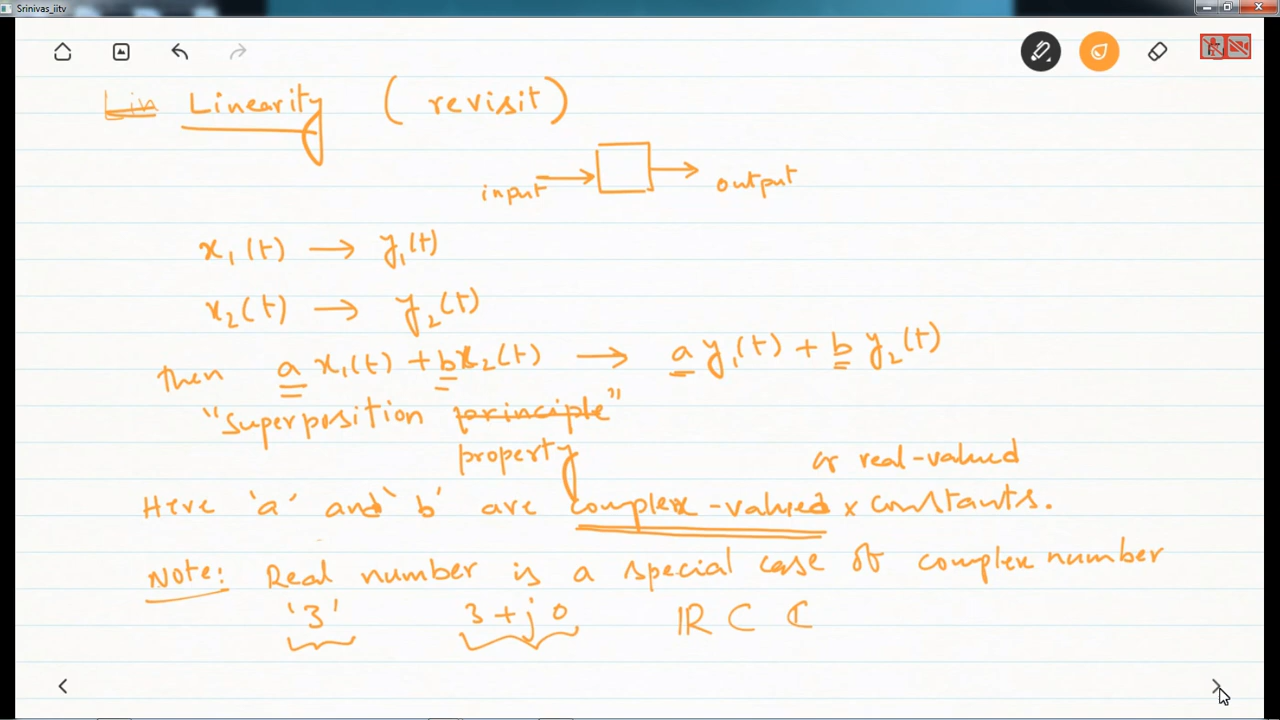 Srinivas_iitv
Lin Linearity (revisit)
input output
x₁(t) → y₁(t)
x₂(t) → y₂(t)
then a x₁(t) + b x₂(t) → a y₁(t) + b y₂(t)
"Superposition principle"
property
or real-valued
Here 'a' and 'b' are complex-valued x constants.
Note: Real number is a special case of complex number
'3' 3 + j 0 ℝ ⊂ ℂ